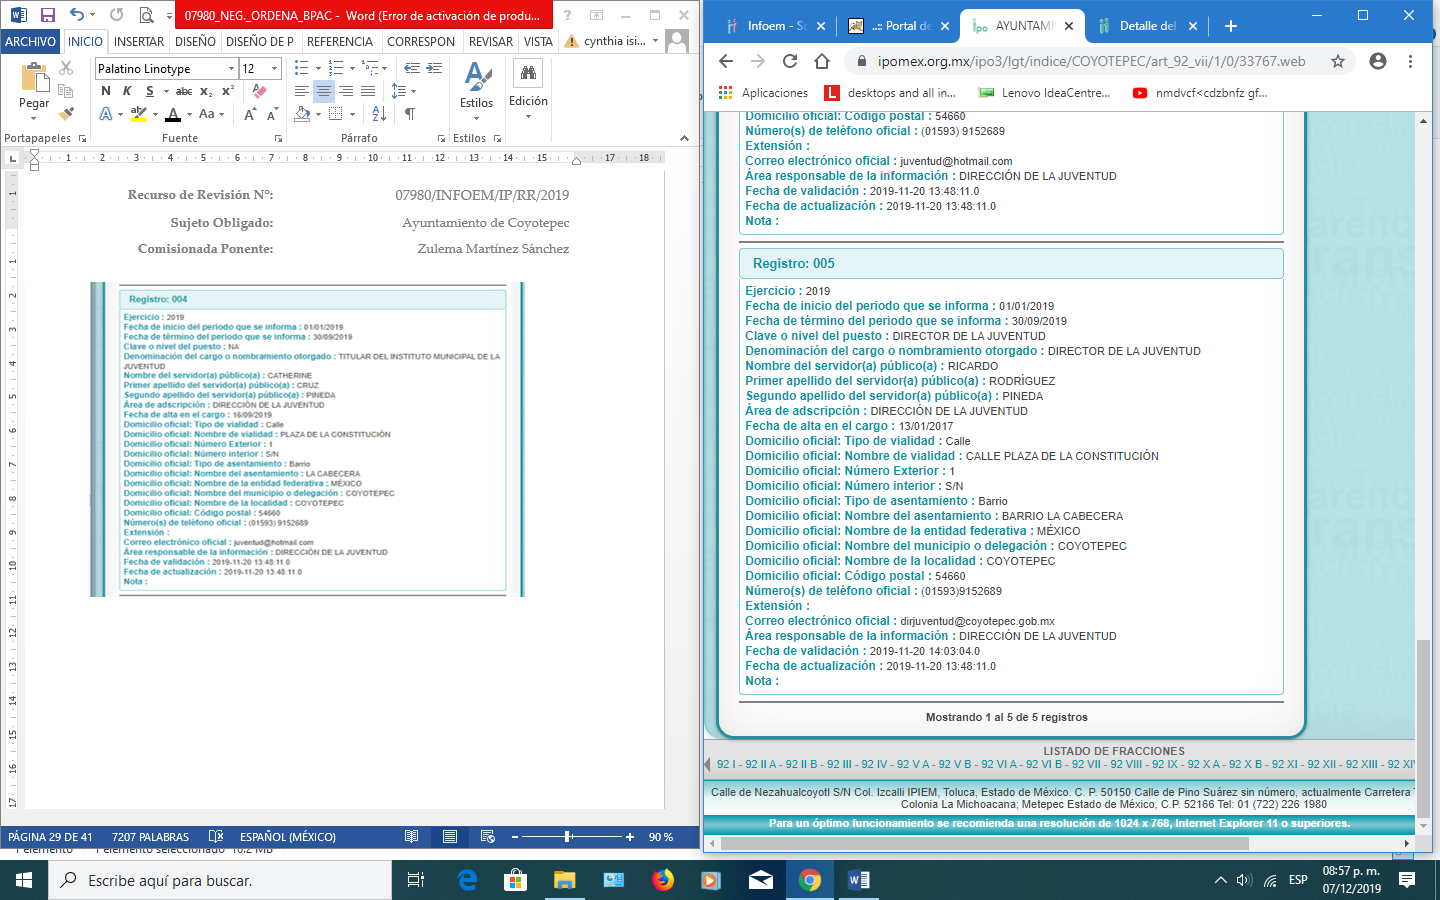 07980_NEG._ORDENA_BPAC - Word (Error de activación de produ...
ARCHIVO INICIO INSERTAR DISEÑO DISEÑO DE P REFERENCIA CORRESPON REVISAR VISTA cynthia isi...
Palatino Linotype 12
Pegar
N K S abc x₂ x²
Estilos
Edición
Portapapeles Fuente Párrafo Estilos
Recurso de Revisión N°: 07980/INFOEM/IP/RR/2019
Sujeto Obligado: Ayuntamiento de Coyotepec
Comisionada Ponente: Zulema Martínez Sánchez
Registro: 004
Ejercicio : 2019
Fecha de inicio del periodo que se informa : 01/01/2019
Fecha de término del periodo que se informa : 30/09/2019
Clave o nivel del puesto : NA
Denominación del cargo o nombramiento otorgado : TITULAR DEL INSTITUTO MUNICIPAL DE LA
JUVENTUD
Nombre del servidor(a) público(a) : CATHERINE
Primer apellido del servidor(a) público(a) : CRUZ
Segundo apellido del servidor(a) público(a) : PINEDA
Área de adscripción : DIRECCIÓN DE LA JUVENTUD
Fecha de alta en el cargo : 16/09/2019
Domicilio oficial: Tipo de vialidad : Calle
Domicilio oficial: Nombre de vialidad : PLAZA DE LA CONSTITUCIÓN
Domicilio oficial: Número Exterior : 1
Domicilio oficial: Número interior : S/N
Domicilio oficial: Tipo de asentamiento : Barrio
Domicilio oficial: Nombre del asentamiento : LA CABECERA
Domicilio oficial: Nombre de la entidad federativa : MÉXICO
Domicilio oficial: Nombre del municipio o delegación : COYOTEPEC
Domicilio oficial: Nombre de la localidad : COYOTEPEC
Domicilio oficial: Código postal : 54660
Número(s) de teléfono oficial : (01593) 9152689
Extensión :
Correo electrónico oficial : juventud@hotmail.com
Área responsable de la información : DIRECCIÓN DE LA JUVENTUD
Fecha de validación : 2019-11-20 13:48:11.0
Fecha de actualización : 2019-11-20 13:48:11.0
Nota :
PÁGINA 29 DE 41 7207 PALABRAS ESPAÑOL (MÉXICO) 90 %
Infoem - Sa ..:: Portal de AYUNTAMI Detalle del
ipomex.org.mx/ipo3/lgt/indice/COYOTEPEC/art_92_vii/1/0/33767.web
Aplicaciones desktops and all in... Lenovo IdeaCentre... nmdvcf<cdzbnfz gf...
Domicilio oficial: Código postal : 54660
Número(s) de teléfono oficial : (01593) 9152689
Extensión :
Correo electrónico oficial : juventud@hotmail.com
Área responsable de la información : DIRECCIÓN DE LA JUVENTUD
Fecha de validación : 2019-11-20 13:48:11.0
Fecha de actualización : 2019-11-20 13:48:11.0
Nota :
Registro: 005
Ejercicio : 2019
Fecha de inicio del periodo que se informa : 01/01/2019
Fecha de término del periodo que se informa : 30/09/2019
Clave o nivel del puesto : DIRECTOR DE LA JUVENTUD
Denominación del cargo o nombramiento otorgado : DIRECTOR DE LA JUVENTUD
Nombre del servidor(a) público(a) : RICARDO
Primer apellido del servidor(a) público(a) : RODRÍGUEZ
Segundo apellido del servidor(a) público(a) : PINEDA
Área de adscripción : DIRECCIÓN DE LA JUVENTUD
Fecha de alta en el cargo : 13/01/2017
Domicilio oficial: Tipo de vialidad : Calle
Domicilio oficial: Nombre de vialidad : CALLE PLAZA DE LA CONSTITUCIÓN
Domicilio oficial: Número Exterior : 1
Domicilio oficial: Número interior : S/N
Domicilio oficial: Tipo de asentamiento : Barrio
Domicilio oficial: Nombre del asentamiento : BARRIO LA CABECERA
Domicilio oficial: Nombre de la entidad federativa : MÉXICO
Domicilio oficial: Nombre del municipio o delegación : COYOTEPEC
Domicilio oficial: Nombre de la localidad : COYOTEPEC
Domicilio oficial: Código postal : 54660
Número(s) de teléfono oficial : (01593)9152689
Extensión :
Correo electrónico oficial : dirjuventud@coyotepec.gob.mx
Área responsable de la información : DIRECCIÓN DE LA JUVENTUD
Fecha de validación : 2019-11-20 14:03:04.0
Fecha de actualización : 2019-11-20 13:48:11.0
Nota :
Mostrando 1 al 5 de 5 registros
LISTADO DE FRACCIONES
92 I - 92 II A - 92 II B - 92 III - 92 IV - 92 V A - 92 V B - 92 VI A - 92 VI B - 92 VII - 92 VIII - 92 IX - 92 X A - 92 X B - 92 XI - 92 XII - 92 XIII - 92 XIV
Calle de Nezahualcoyotl S/N Col. Izcalli IPIEM, Toluca, Estado de México. C. P. 50150 Calle de Pino Suárez sin número, actualmente Carretera
Colonia La Michoacana; Metepec Estado de México, C.P. 52166 Tel: 01 (722) 226 1980
Para un óptimo funcionamiento se recomienda una resolución de 1024 x 768, Internet Explorer 11 o superiores.
Escribe aquí para buscar.
ESP
08:57 p. m.
07/12/2019